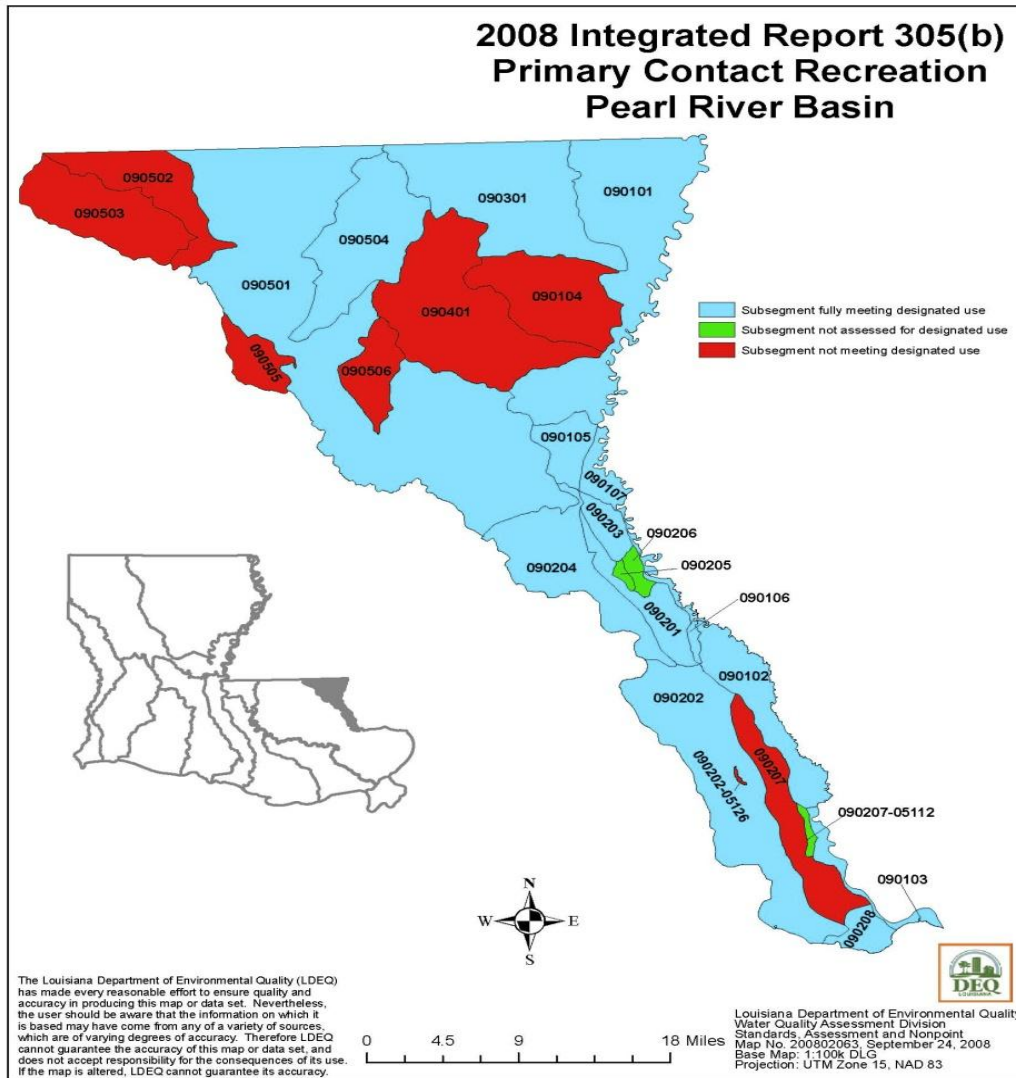 2008 Integrated Report 305(b)
Primary Contact Recreation
Pearl River Basin
090502
090503
090301
090101
090504
090501
090401
090104
Subsegment fully meeting designated use
Subsegment not assessed for designated use
Subsegment not meeting designated use
090505
090506
090105
090107
090203
090206
090204
090205
090106
090201
090102
090202
090207
090202-05126
090207-05112
090103
090208
N
W
E
S
The Louisiana Department of Environmental Quality (LDEQ)
has made every reasonable effort to ensure quality and
accuracy in producing this map or data set. Nevertheless,
the user should be aware that the information on which it
is based may have come from any of a variety of sources,
which are of varying degrees of accuracy. Therefore LDEQ
cannot guarantee the accuracy of this map or data set, and
does not accept responsibility for the consequences of its use.
If the map is altered, LDEQ cannot guarantee its accuracy.
0 4.5 9 18 Miles
DEQ
LOUISIANA
Louisiana Department of Environmental Quality
Water Quality Assessment Division
Standards, Assessment and Nonpoint
Map No. 200802063, September 24, 2008
Base Map: 1:100k DLG
Projection: UTM Zone 15, NAD 83